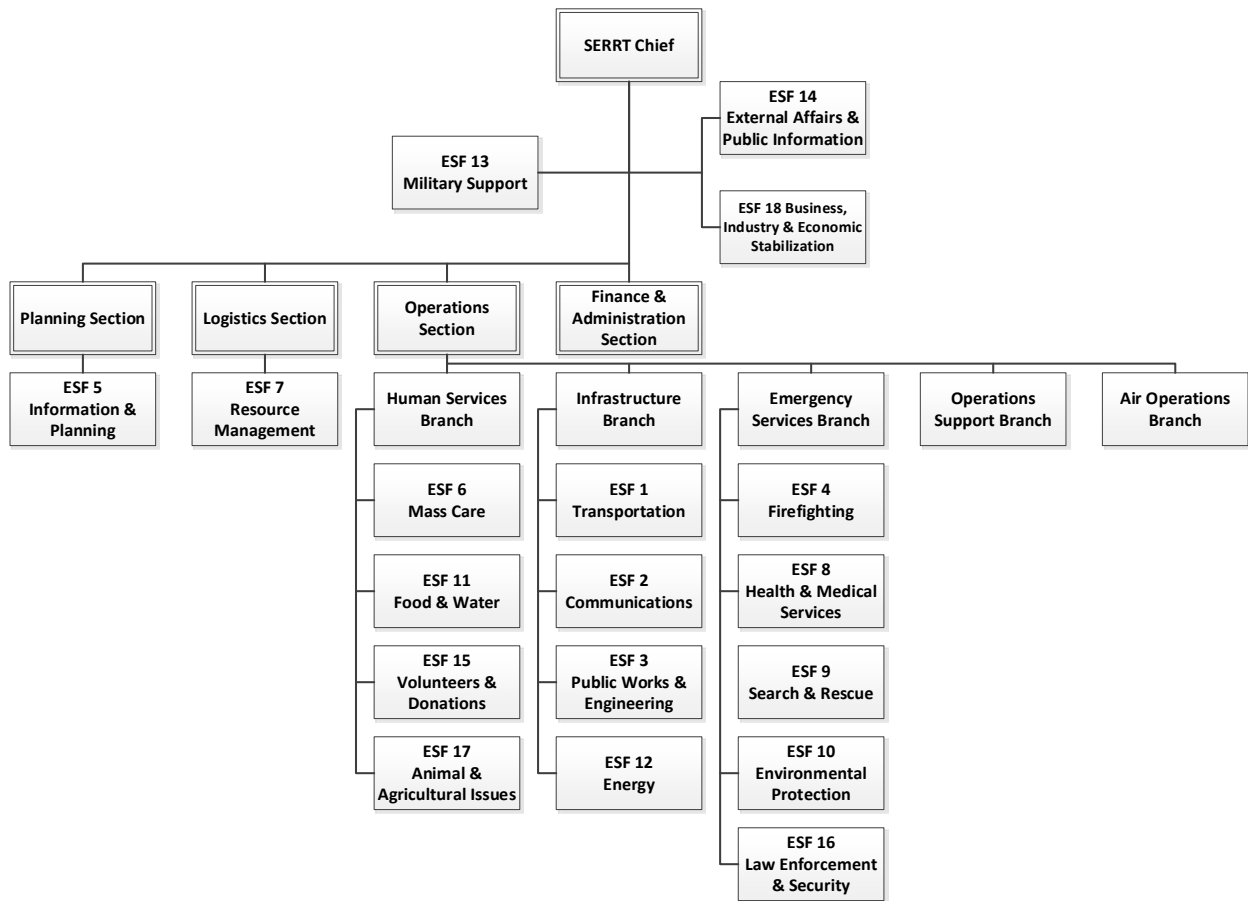 SERRT Chief
ESF 14
External Affairs &
Public Information
ESF 13
Military Support
ESF 18 Business,
Industry & Economic
Stabilization
Planning Section
Logistics Section
Operations
Section
Finance &
Administration
Section
ESF 5
Information &
Planning
ESF 7
Resource
Management
Human Services
Branch
Infrastructure
Branch
Emergency
Services Branch
Operations
Support Branch
Air Operations
Branch
ESF 6
Mass Care
ESF 1
Transportation
ESF 4
Firefighting
ESF 11
Food & Water
ESF 2
Communications
ESF 8
Health & Medical
Services
ESF 15
Volunteers &
Donations
ESF 3
Public Works &
Engineering
ESF 9
Search & Rescue
ESF 17
Animal &
Agricultural Issues
ESF 12
Energy
ESF 10
Environmental
Protection
ESF 16
Law Enforcement
& Security